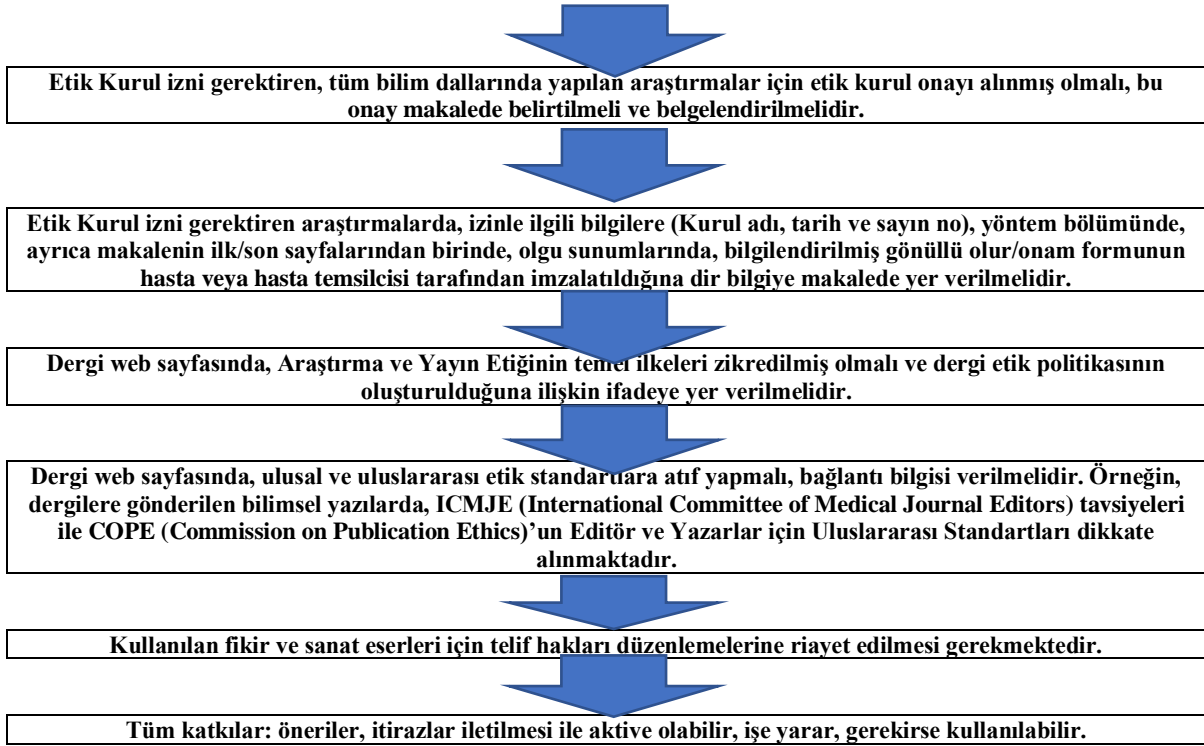 Etik Kurul izni gerektiren, tüm bilim dallarında yapılan araştırmalar için etik kurul onayı alınmış olmalı, bu
onay makalede belirtilmeli ve belgelendirilmelidir.
Etik Kurul izni gerektiren araştırmalarda, izinle ilgili bilgilere (Kurul adı, tarih ve sayın no), yöntem bölümünde,
ayrıca makalenin ilk/son sayfalarından birinde, olgu sunumlarında, bilgilendirilmiş gönüllü olur/onam formunun
hasta veya hasta temsilcisi tarafından imzalatıldığına dir bilgiye makalede yer verilmelidir.
Dergi web sayfasında, Araştırma ve Yayın Etiğinin temel ilkeleri zikredilmiş olmalı ve dergi etik politikasının
oluşturulduğuna ilişkin ifadeye yer verilmelidir.
Dergi web sayfasında, ulusal ve uluslararası etik standartlara atıf yapmalı, bağlantı bilgisi verilmelidir. Örneğin,
dergilere gönderilen bilimsel yazılarda, ICMJE (International Committee of Medical Journal Editors) tavsiyeleri
ile COPE (Commission on Publication Ethics)’un Editör ve Yazarlar için Uluslararası Standartları dikkate
alınmaktadır.
Kullanılan fikir ve sanat eserleri için telif hakları düzenlemelerine riayet edilmesi gerekmektedir.
Tüm katkılar: öneriler, itirazlar iletilmesi ile aktive olabilir, işe yarar, gerekirse kullanılabilir.